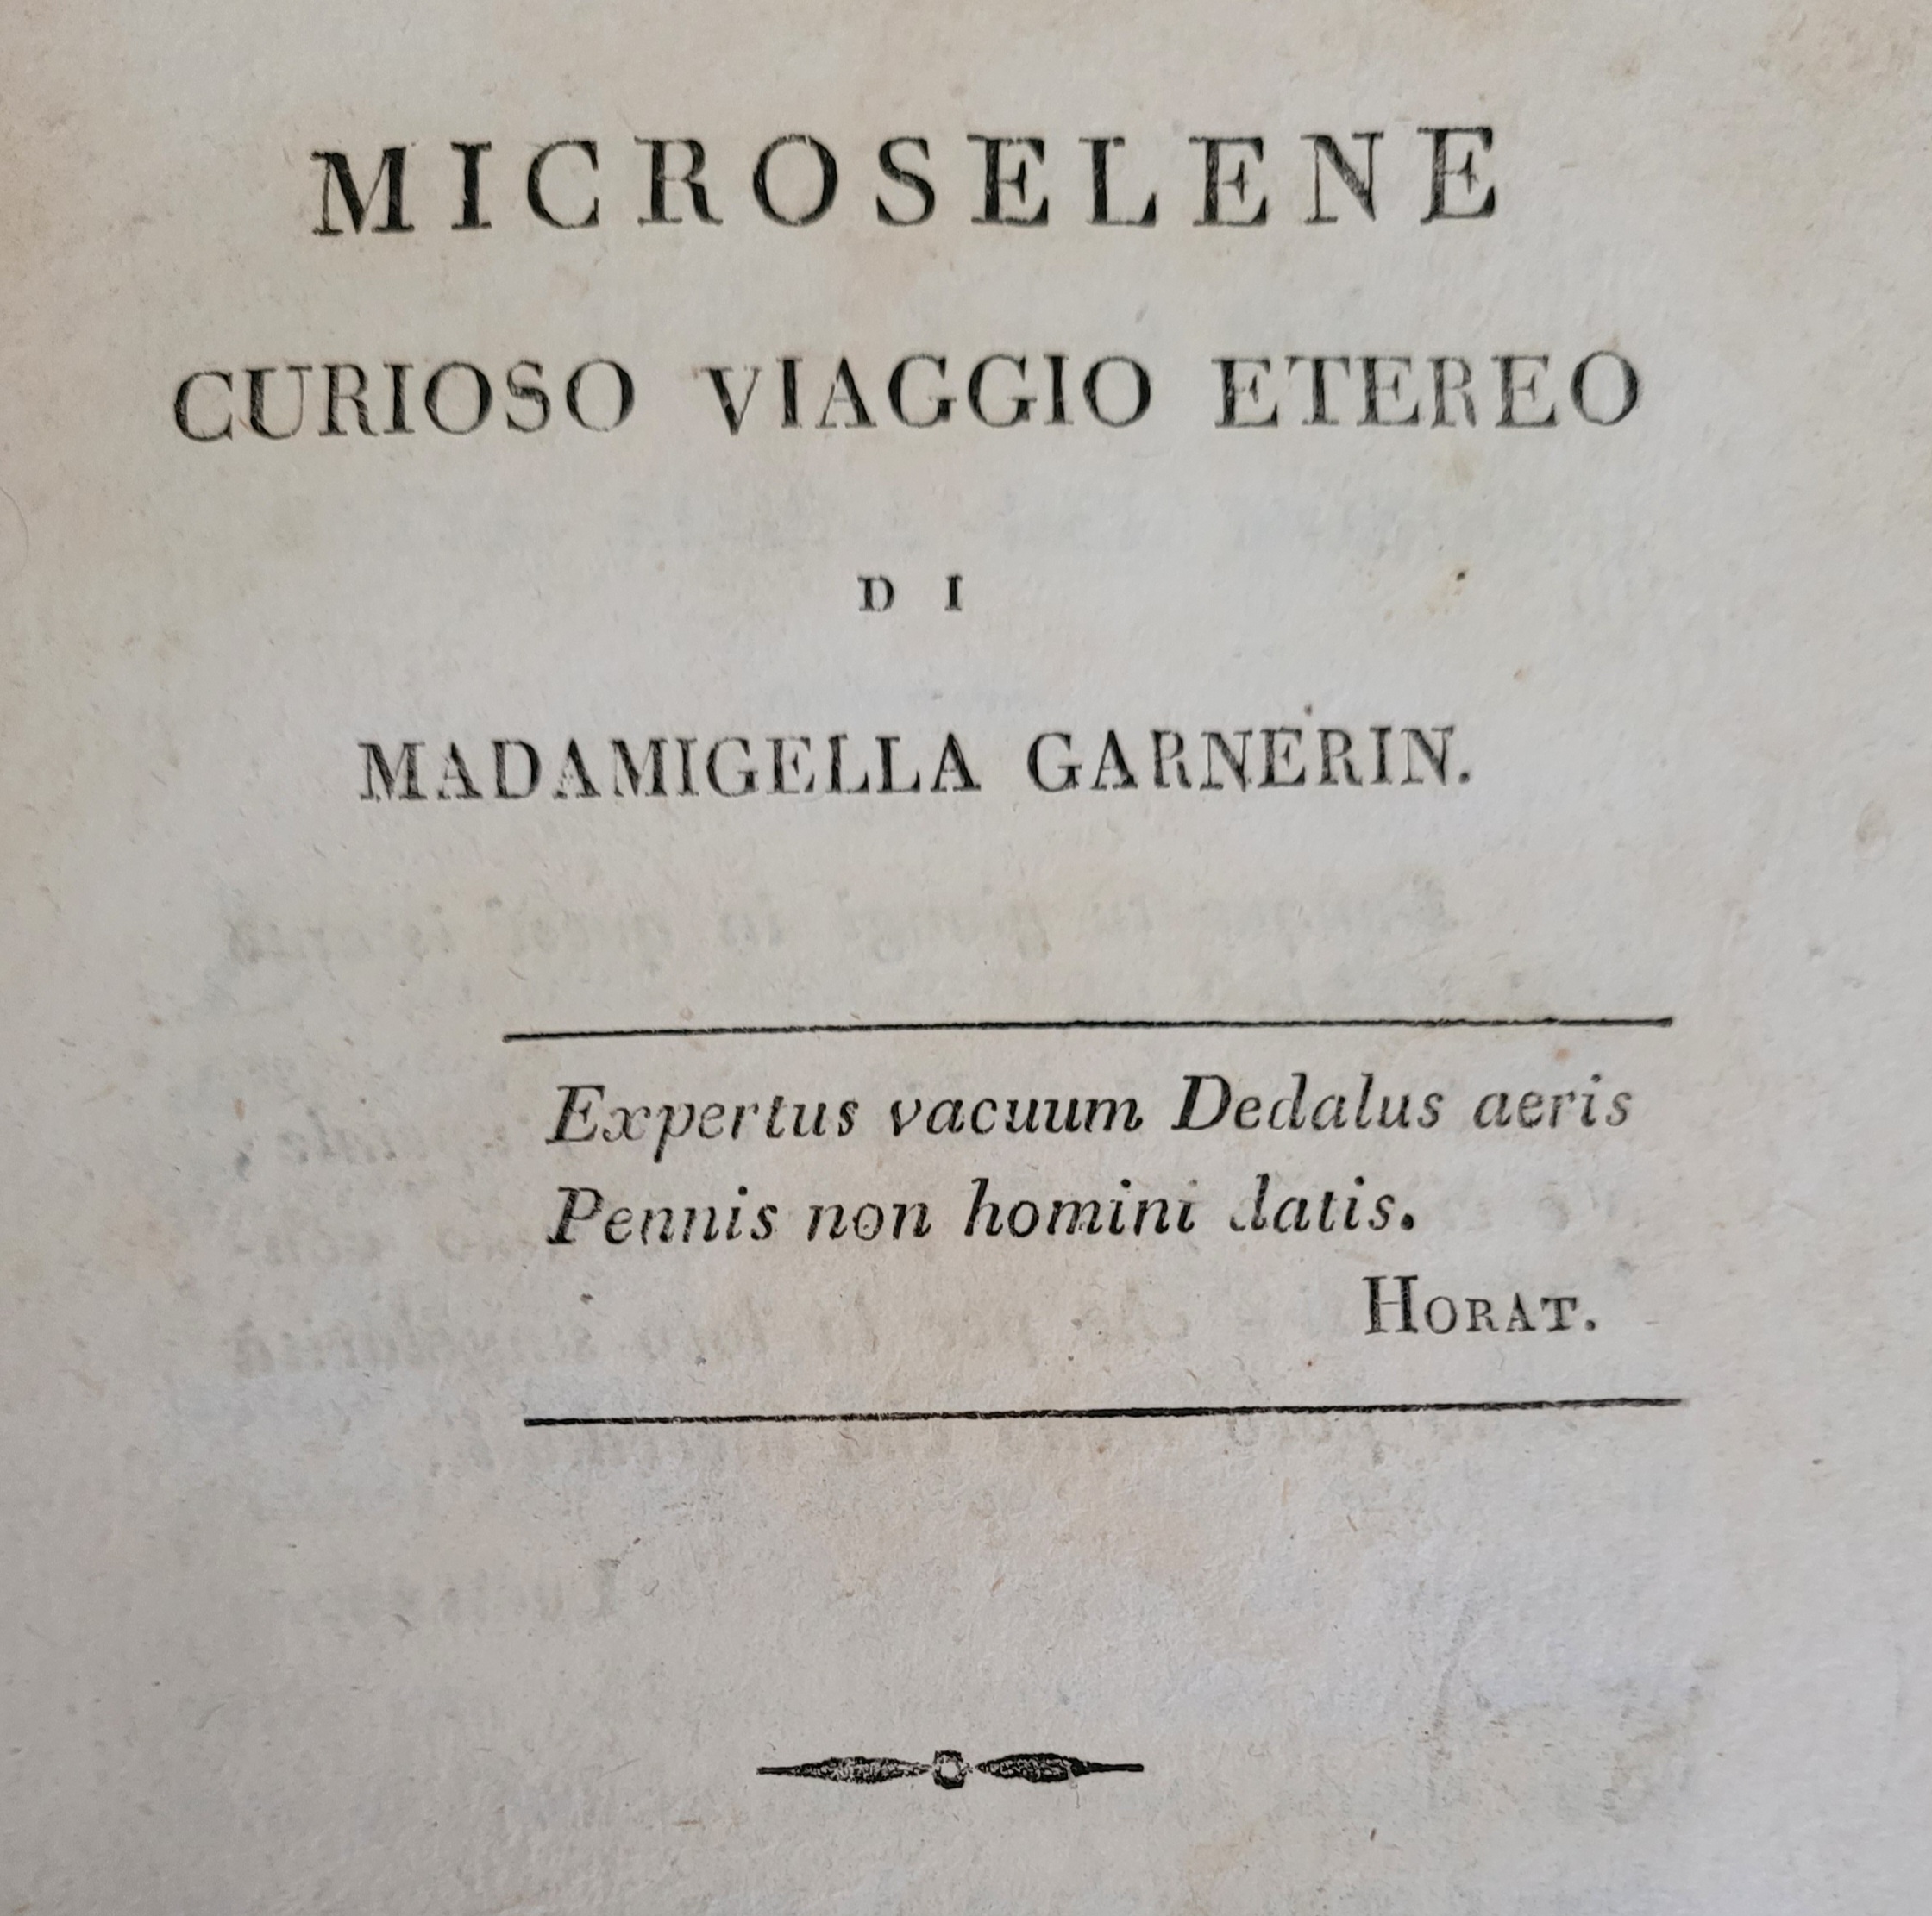 MICROSELENE
CURIOSO VIAGGIO ETEREO
DI
MADAMIGELLA GARNERIN.
Expertus vacuum Dedalus aeris
Pennis non homini datis.
HORAT.